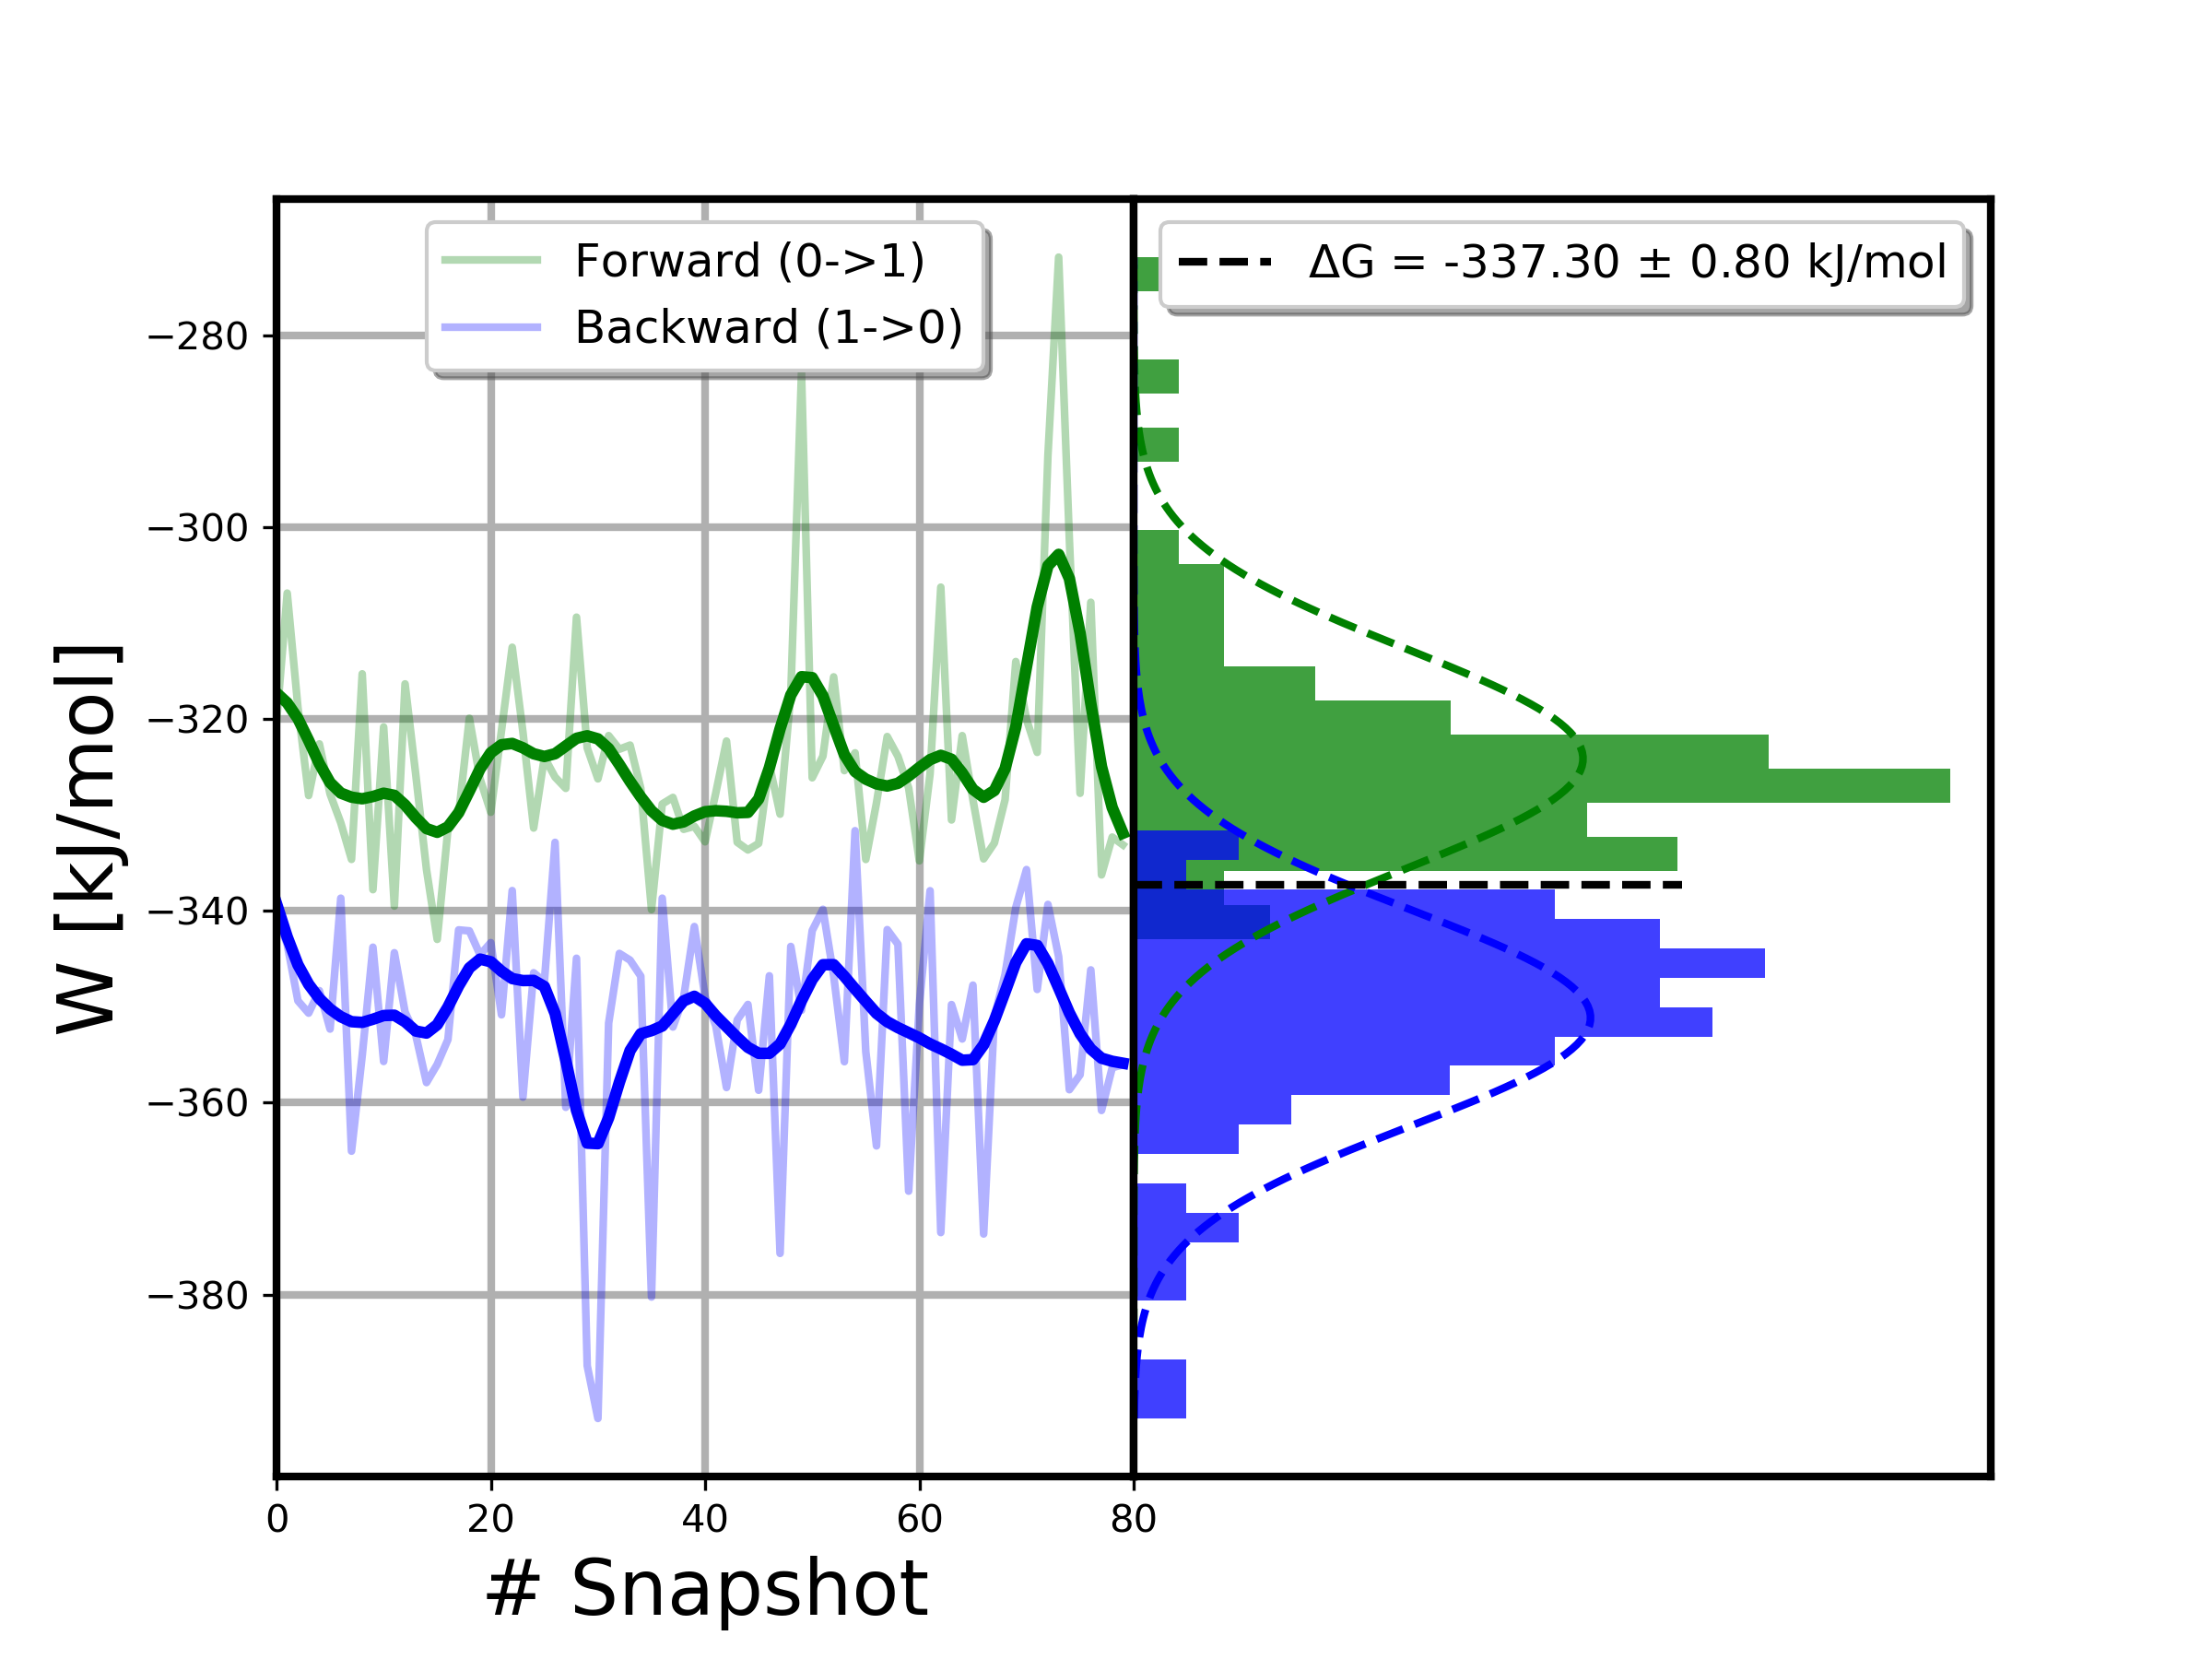 Forward (0->1)
Backward (1->0)
ΔG = -337.30 ± 0.80 kJ/mol
W [kJ/mol]
−280
−300
−320
−340
−360
−380
0 20 40 60 80
# Snapshot